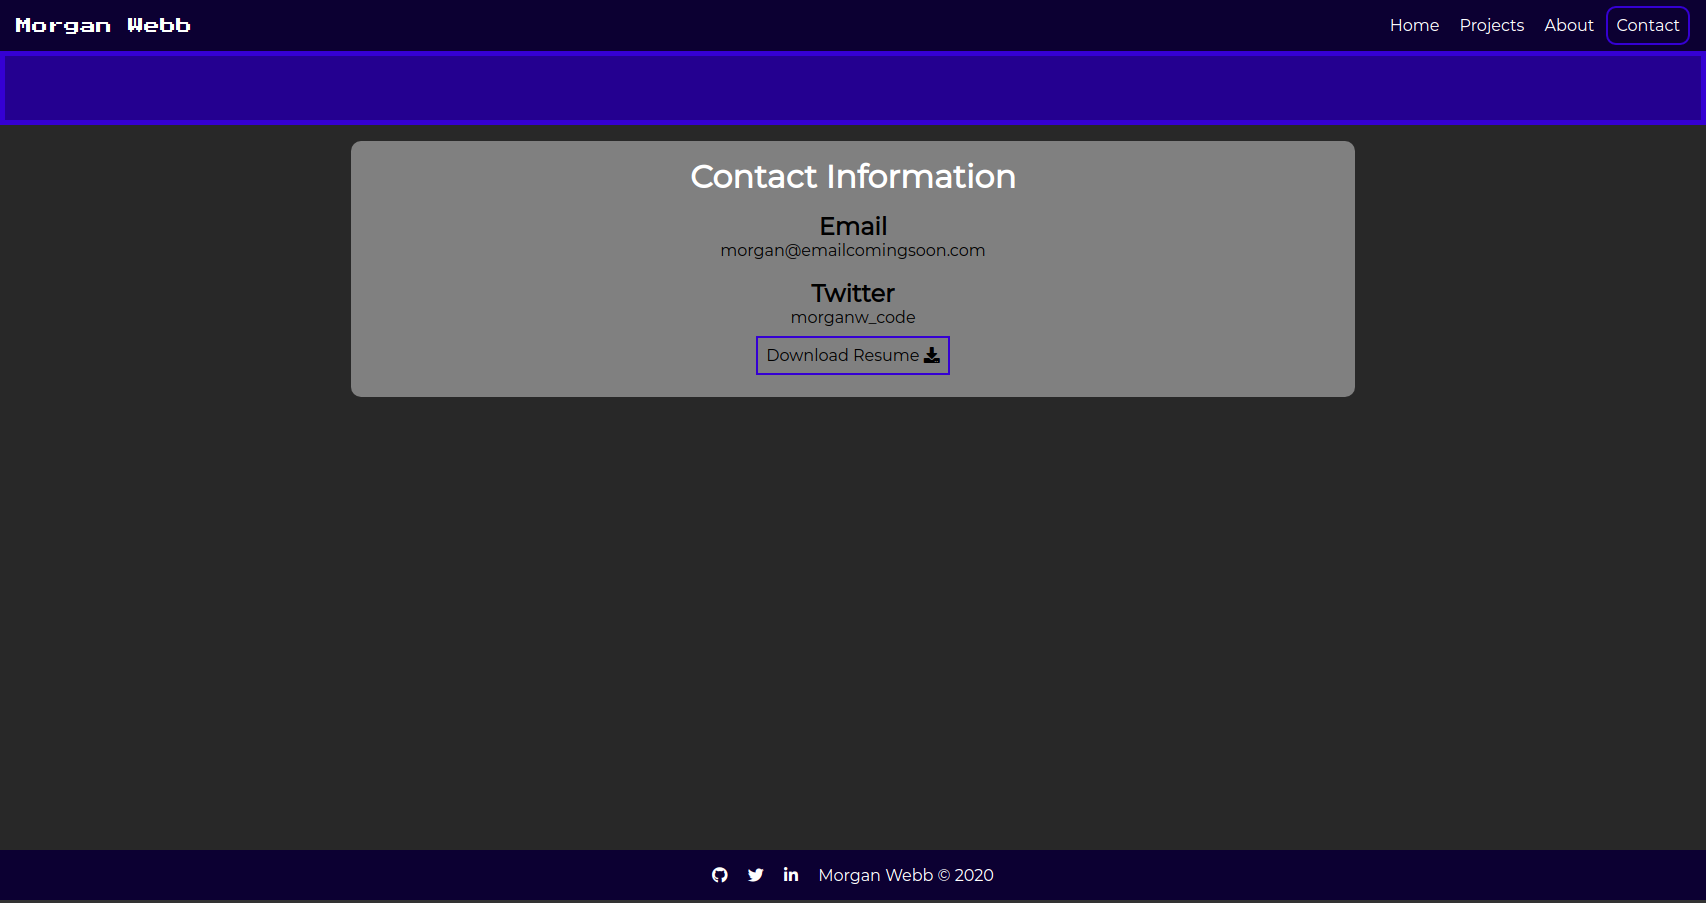 Morgan Webb
Home Projects About Contact
Contact Information
Email
morgan@emailcomingsoon.com
Twitter
morganw_code
Download Resume
Morgan Webb © 2020